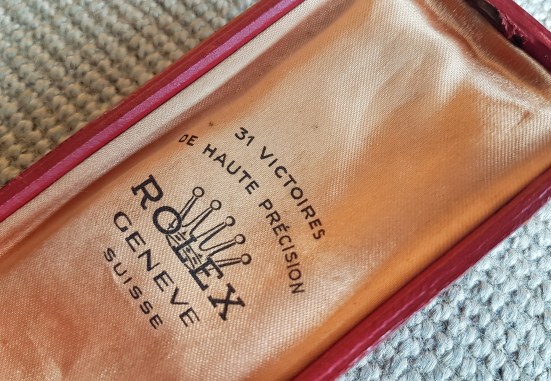 31 VICTOIRES
DE HAUTE PRÉCISION
ROLEX
GENEVE
SUISSE